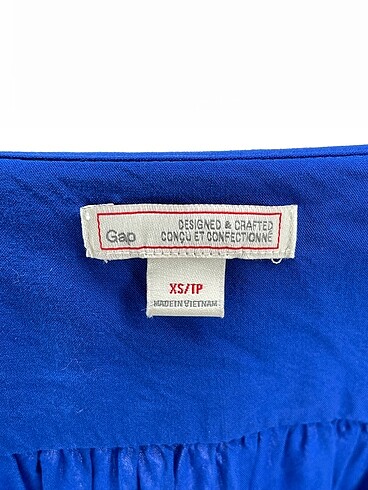 Gap
DESIGNED & CRAFTED
CONÇU ET CONFECTIONNÉ
XS/TP
MADE IN VIETNAM